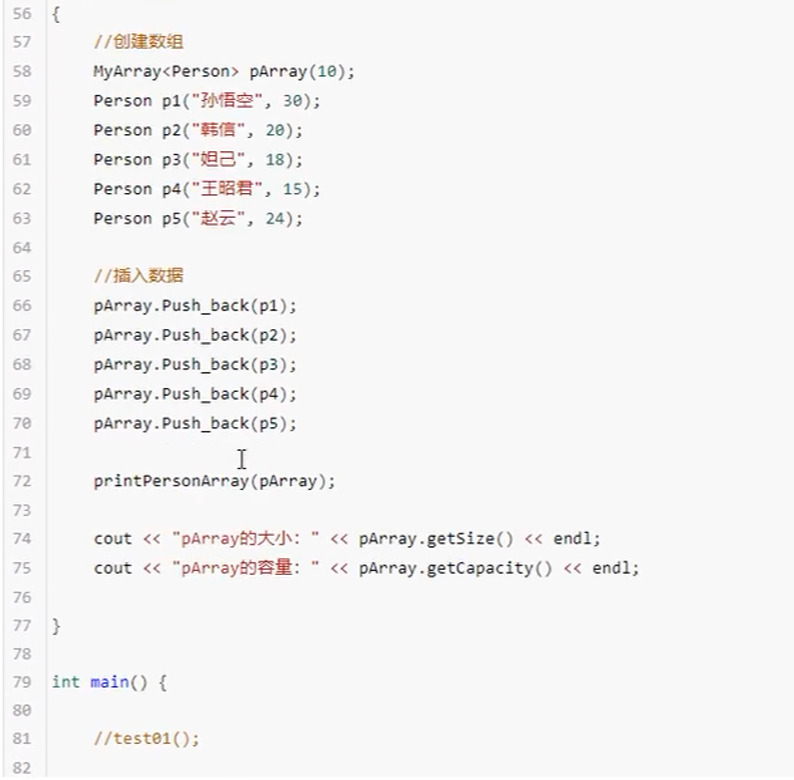 56 {
57     //创建数组
58     MyArray<Person> pArray(10);
59     Person p1("孙悟空", 30);
60     Person p2("韩信", 20);
61     Person p3("妲己", 18);
62     Person p4("王昭君", 15);
63     Person p5("赵云", 24);
64
65     //插入数据
66     pArray.Push_back(p1);
67     pArray.Push_back(p2);
68     pArray.Push_back(p3);
69     pArray.Push_back(p4);
70     pArray.Push_back(p5);
71
72     printPersonArray(pArray);
73
74     cout << "pArray的大小：" << pArray.getSize() << endl;
75     cout << "pArray的容量：" << pArray.getCapacity() << endl;
76
77 }
78
79 int main() {
80
81     //test01();
82